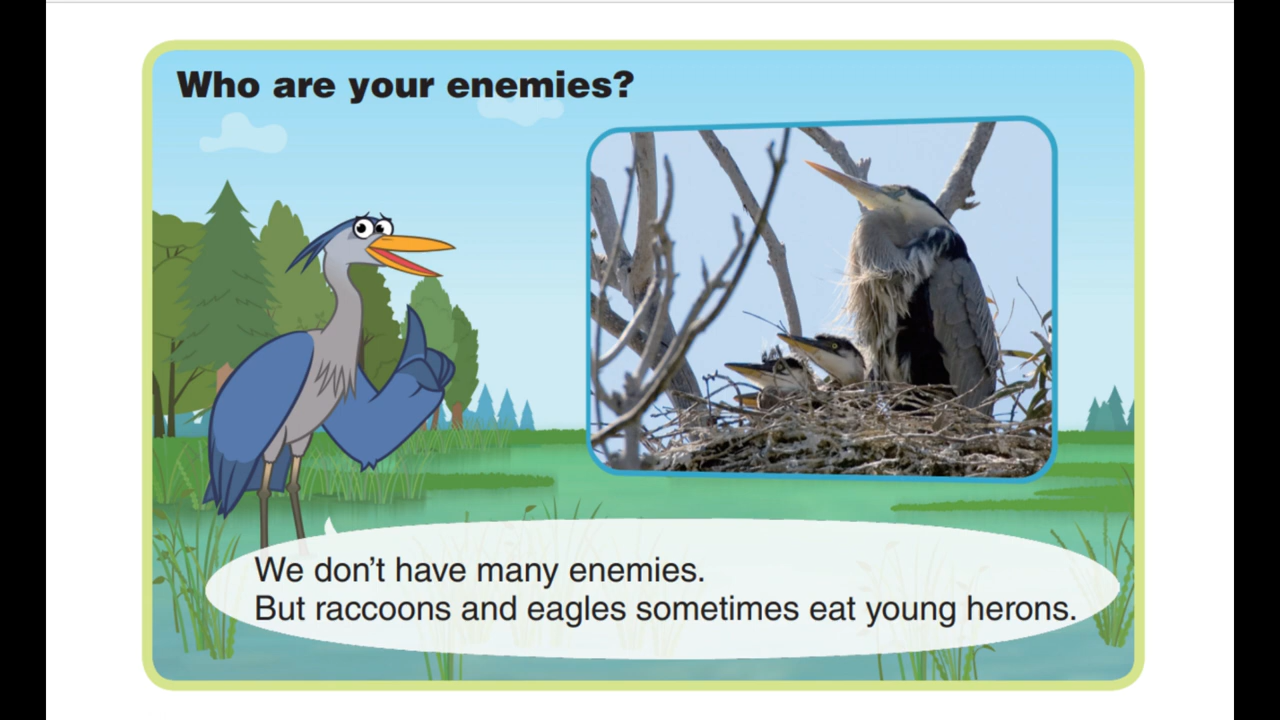 Who are your enemies?
We don't have many enemies.
But raccoons and eagles sometimes eat young herons.